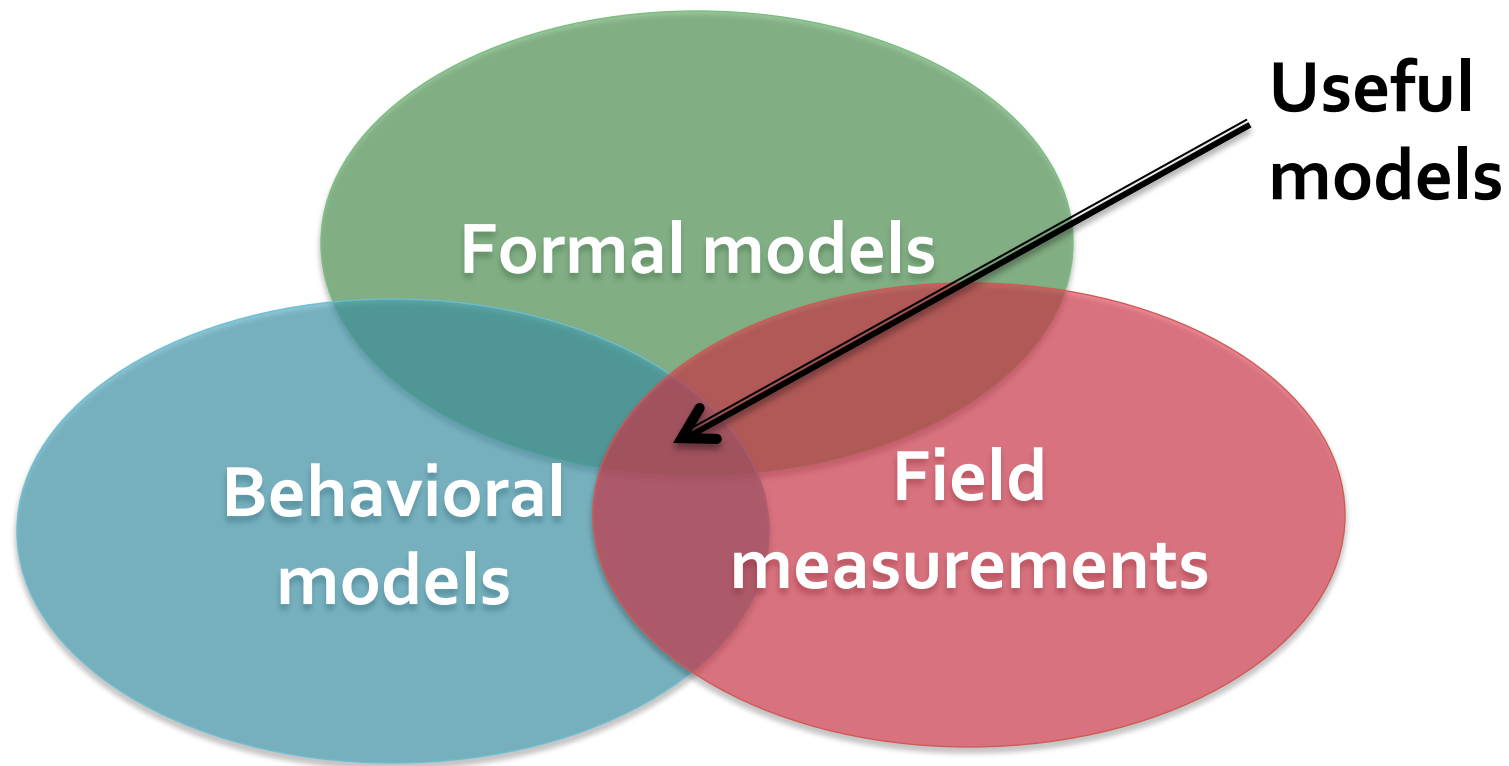 Useful
models
Formal models
Behavioral
models
Field
measurements